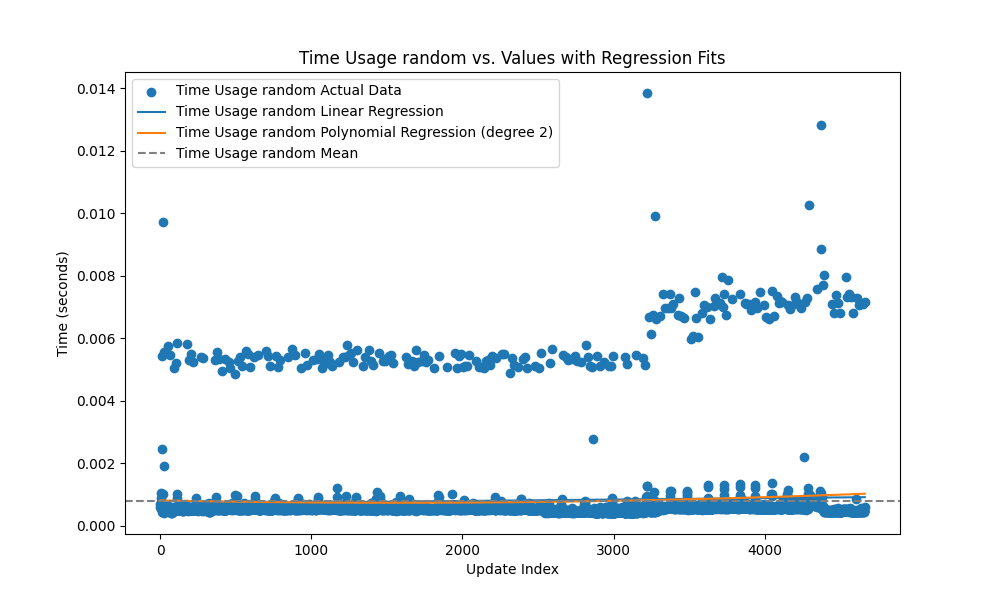 Time Usage random vs. Values with Regression Fits
Time Usage random Actual Data
Time Usage random Linear Regression
Time Usage random Polynomial Regression (degree 2)
Time Usage random Mean
0.014
0.012
0.010
0.008
0.006
0.004
0.002
0.000
Time (seconds)
0
1000
2000
3000
4000
Update Index